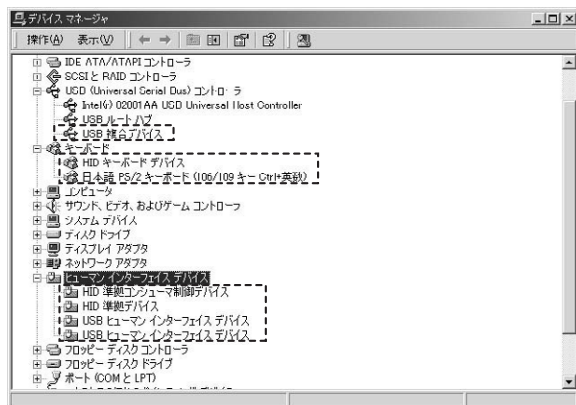 デバイス マネージャ
操作(A) 表示(V)
IDE ATA/ATAPI コントローラ
SCSI と RAID コントローラ
USB (Universal Serial Bus) コントローラ
Intel(r) 82801AA USB Universal Host Controller
USB ルート ハブ
USB 複合デバイス
キーボード
HID キーボード デバイス
日本語 PS/2 キーボード (106/109 キー Ctrl+英数)
コンピュータ
サウンド、ビデオ、およびゲーム コントローラ
システム デバイス
ディスク ドライブ
ディスプレイ アダプタ
ネットワーク アダプタ
ヒューマン インターフェイス デバイス
HID 準拠コンシューマ制御デバイス
HID 準拠デバイス
USB ヒューマン インターフェイス デバイス
USB ヒューマン インターフェイス デバイス
フロッピー ディスク コントローラ
フロッピー ディスク ドライブ
ポート (COM と LPT)